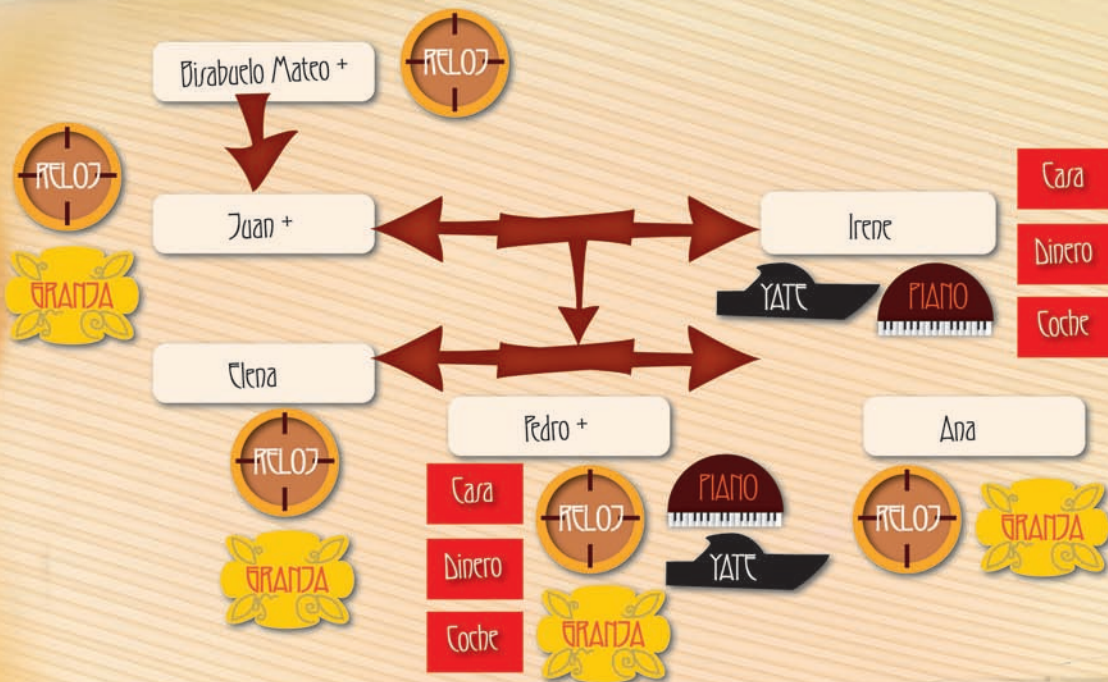 Bisabuelo Mateo +
RELOJ
RELOJ
Juan +
Irene
Casa
Dinero
Coche
GRANJA
YATE
PIANO
Elena
Pedro +
Ana
RELOJ
GRANJA
Casa
Dinero
Coche
RELOJ
GRANJA
PIANO
YATE
RELOJ
GRANJA